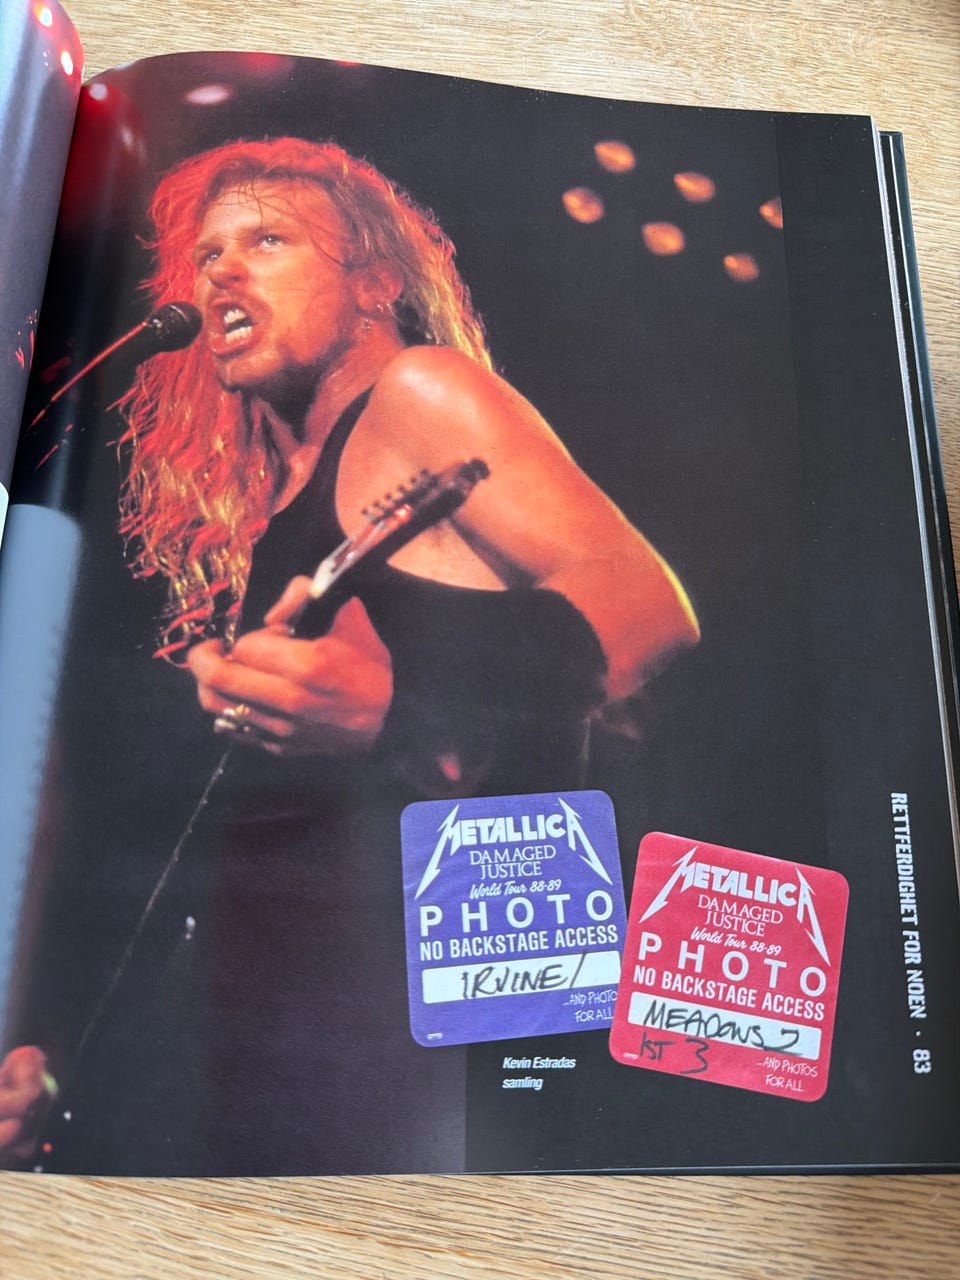 METALLICA
DAMAGED
JUSTICE
World Tour 88-89
PHOTO
NO BACKSTAGE ACCESS
IRVINE/
...AND PHOTO
FOR ALL
Kevin Estradas
samling
METALLICA
DAMAGED
JUSTICE
World Tour 88-89
PHOTO
NO BACKSTAGE ACCESS
MEADOWS 2
1ST 3
...AND PHOTOS
FOR ALL
RETTFERDIGHET FOR NOEN · 83